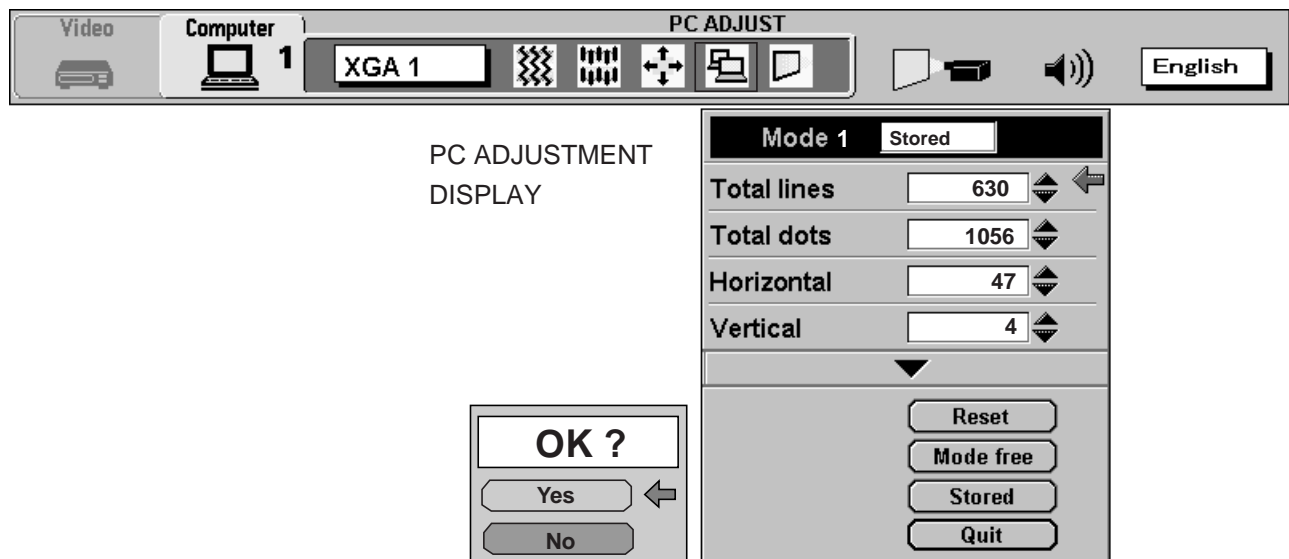 PC ADJUST
Video
Computer
1
XGA 1
English
PC ADJUSTMENT
DISPLAY
Mode 1 Stored
Total lines 630
Total dots 1056
Horizontal 47
Vertical 4
Reset
Mode free
Stored
Quit
OK ?
Yes
No